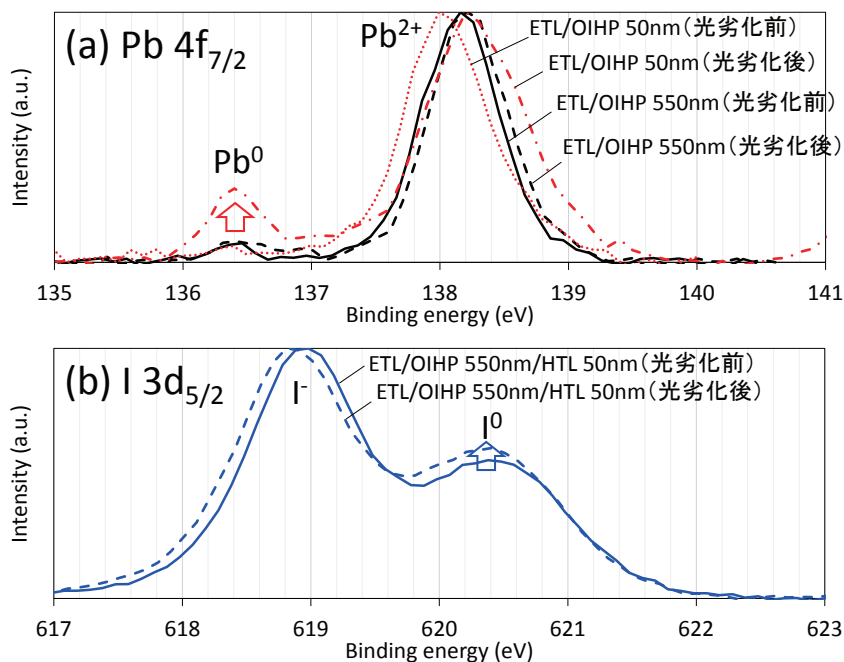 (a) Pb 4f7/2
Pb2+
Pb0
ETL/OIHP 50nm(光劣化前)
ETL/OIHP 50nm(光劣化後)
ETL/OIHP 550nm(光劣化前)
ETL/OIHP 550nm(光劣化後)
Intensity (a.u.)
135 136 137 138 139 140 141
Binding energy (eV)
(b) I 3d5/2
I-
I0
ETL/OIHP 550nm/HTL 50nm(光劣化前)
ETL/OIHP 550nm/HTL 50nm(光劣化後)
Intensity (a.u.)
617 618 619 620 621 622 623
Binding energy (eV)